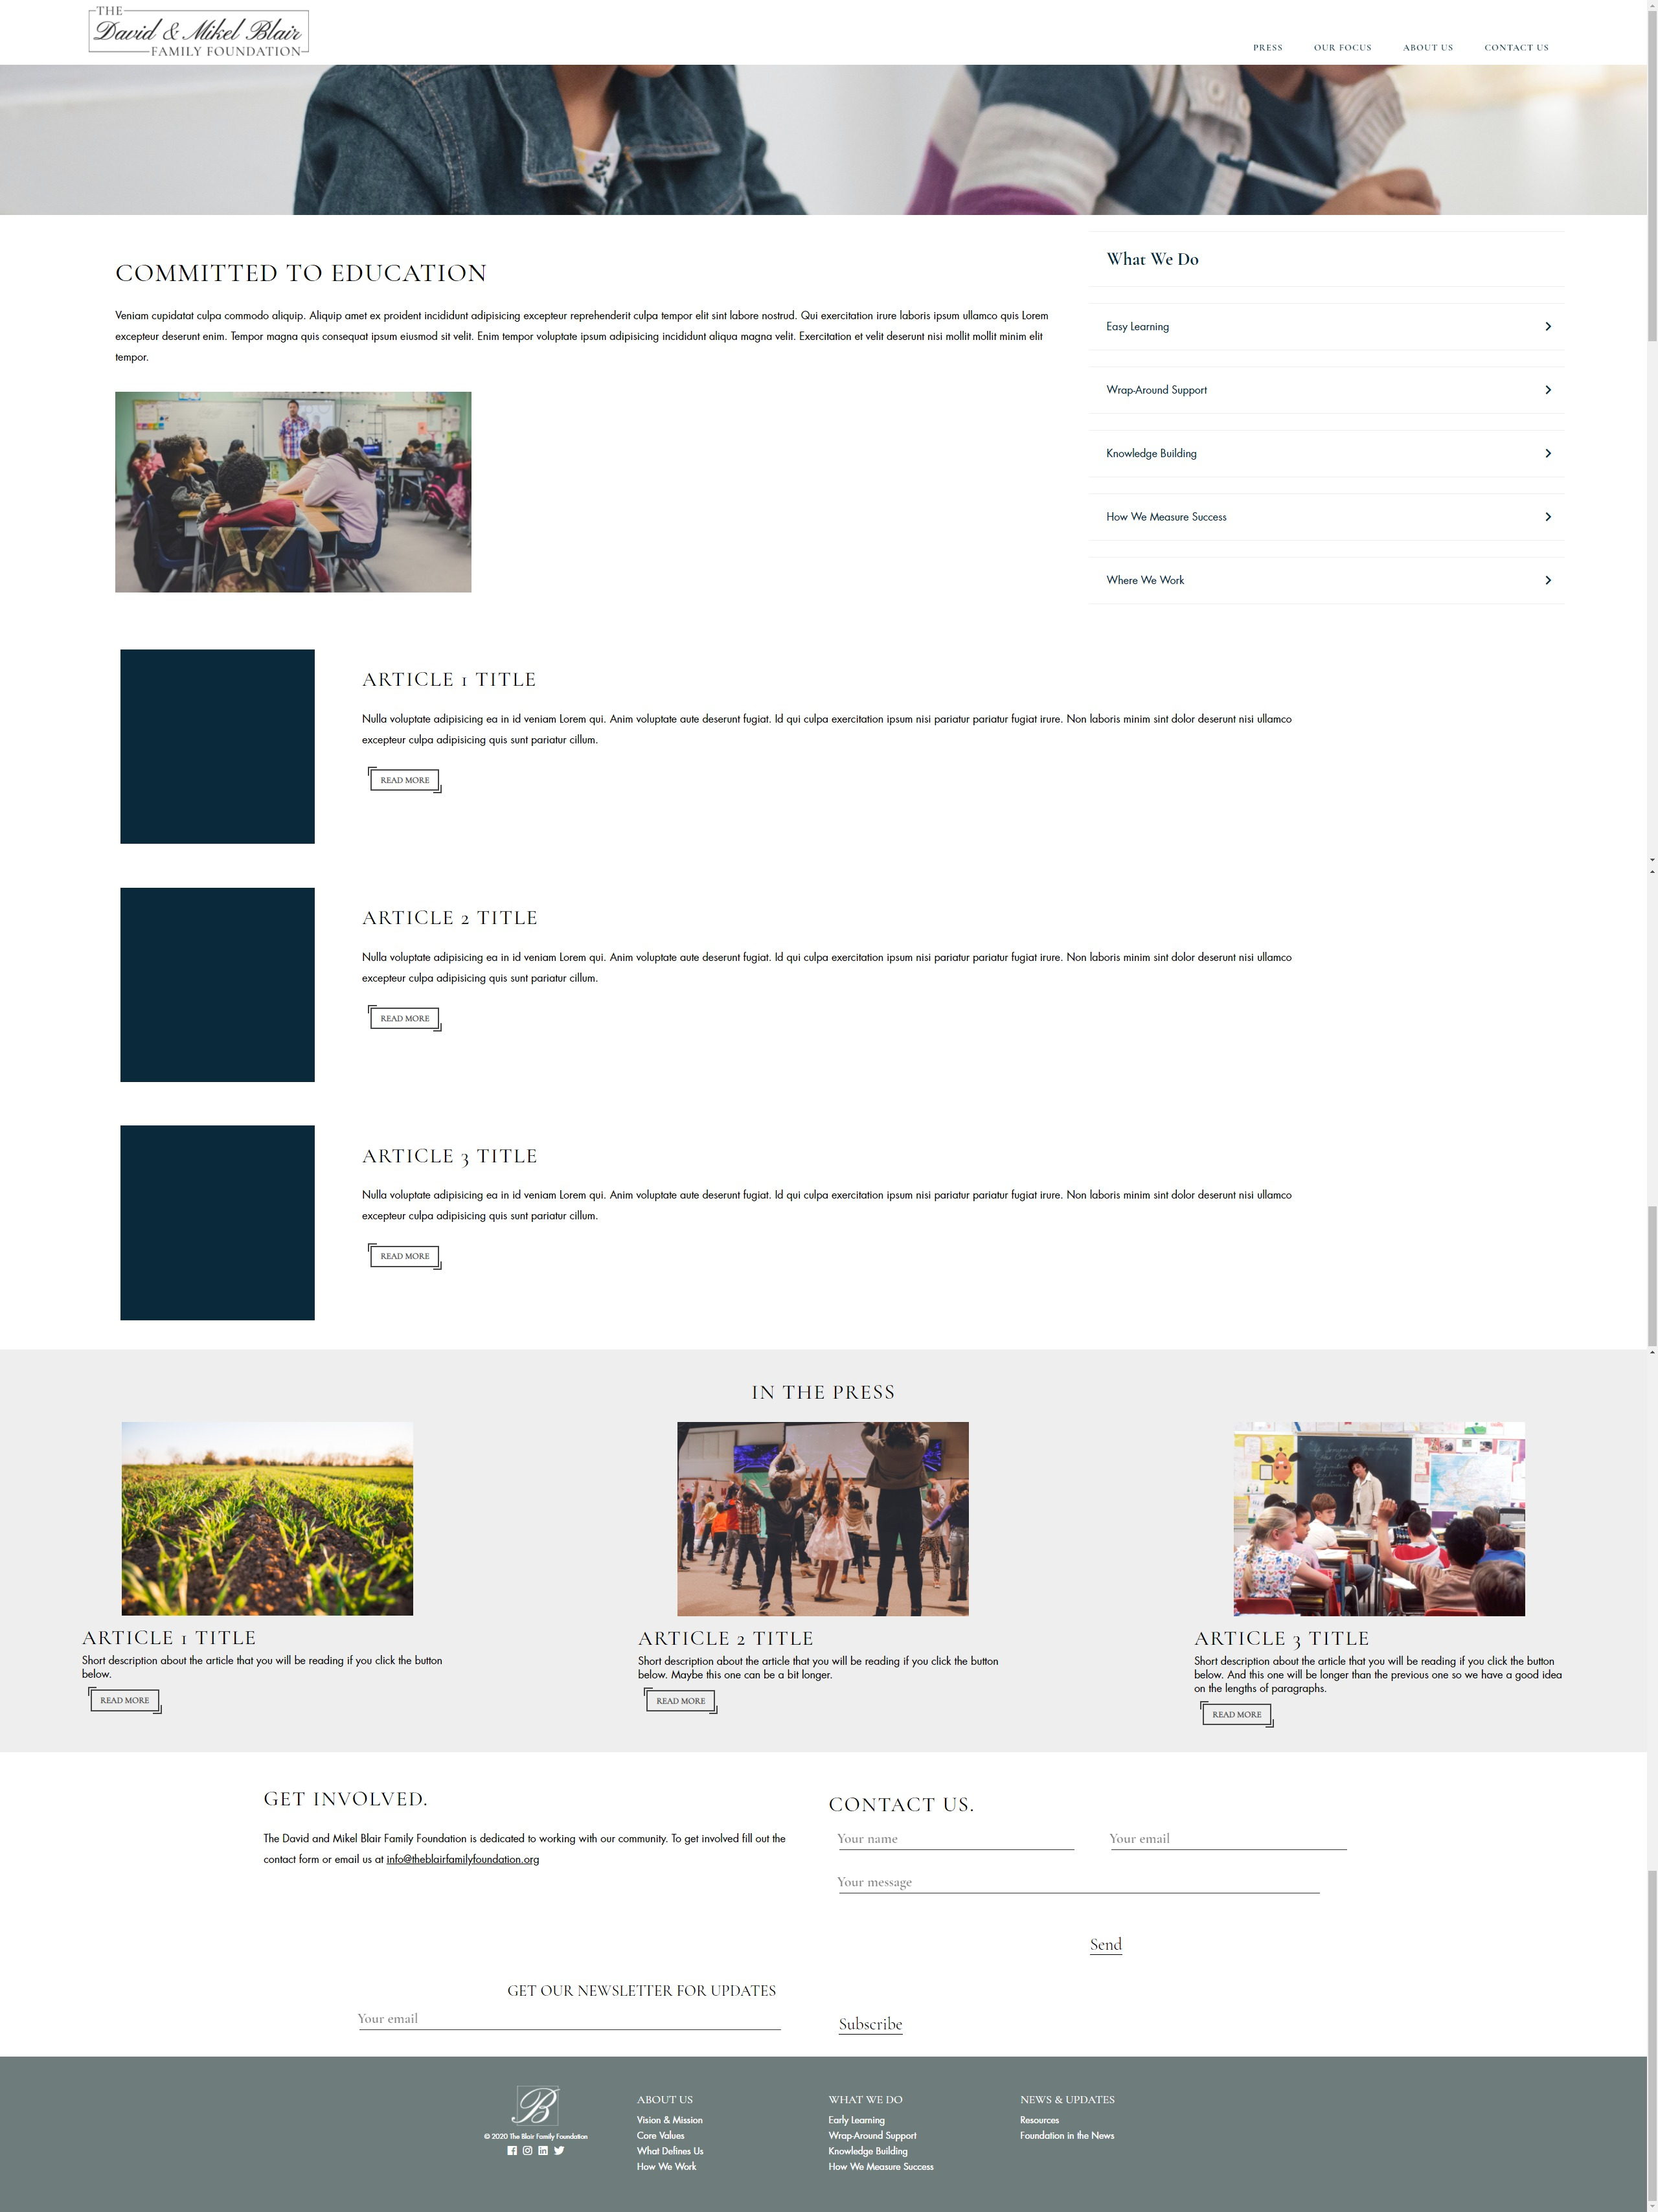 THE
David & Mikel Blair
FAMILY FOUNDATION
PRESS OUR FOCUS ABOUT US CONTACT US
COMMITTED TO EDUCATION
Veniam cupidatat culpa commodo aliquip. Aliquip amet ex proident incididunt adipisicing excepteur reprehenderit culpa tempor elit sint labore nostrud. Qui exercitation irure laboris ipsum ullamco quis Lorem
excepteur deserunt enim. Tempor magna quis consequat ipsum eiusmod sit velit. Enim tempor voluptate ipsum adipisicing incididunt aliqua magna velit. Exercitation et velit deserunt nisi mollit mollit minim elit
tempor.
What We Do
Easy Learning
Wrap-Around Support
Knowledge Building
How We Measure Success
Where We Work
ARTICLE 1 TITLE
Nulla voluptate adipisicing ea in id veniam Lorem qui. Anim voluptate aute deserunt fugiat. Id qui culpa exercitation ipsum nisi pariatur pariatur fugiat irure. Non laboris minim sint dolor deserunt nisi ullamco
excepteur culpa adipisicing quis sunt pariatur cillum.
READ MORE
ARTICLE 2 TITLE
Nulla voluptate adipisicing ea in id veniam Lorem qui. Anim voluptate aute deserunt fugiat. Id qui culpa exercitation ipsum nisi pariatur pariatur fugiat irure. Non laboris minim sint dolor deserunt nisi ullamco
excepteur culpa adipisicing quis sunt pariatur cillum.
READ MORE
ARTICLE 3 TITLE
Nulla voluptate adipisicing ea in id veniam Lorem qui. Anim voluptate aute deserunt fugiat. Id qui culpa exercitation ipsum nisi pariatur pariatur fugiat irure. Non laboris minim sint dolor deserunt nisi ullamco
excepteur culpa adipisicing quis sunt pariatur cillum.
READ MORE
IN THE PRESS
ARTICLE 1 TITLE
Short description about the article that you will be reading if you click the button
below.
READ MORE
ARTICLE 2 TITLE
Short description about the article that you will be reading if you click the button
below. Maybe this one can be a bit longer.
READ MORE
ARTICLE 3 TITLE
Short description about the article that you will be reading if you click the button
below. And this one will be longer than the previous one so we have a good idea
on the lengths of paragraphs.
READ MORE
GET INVOLVED.
The David and Mikel Blair Family Foundation is dedicated to working with our community. To get involved fill out the
contact form or email us at info@theblairfamilyfoundation.org
CONTACT US.
Your name
Your email
Your message
Send
GET OUR NEWSLETTER FOR UPDATES
Your email
Subscribe
B
© 2020 The Blair Family Foundation
ABOUT US
Vision & Mission
Core Values
What Defines Us
How We Work
WHAT WE DO
Early Learning
Wrap-Around Support
Knowledge Building
How We Measure Success
NEWS & UPDATES
Resources
Foundation in the News